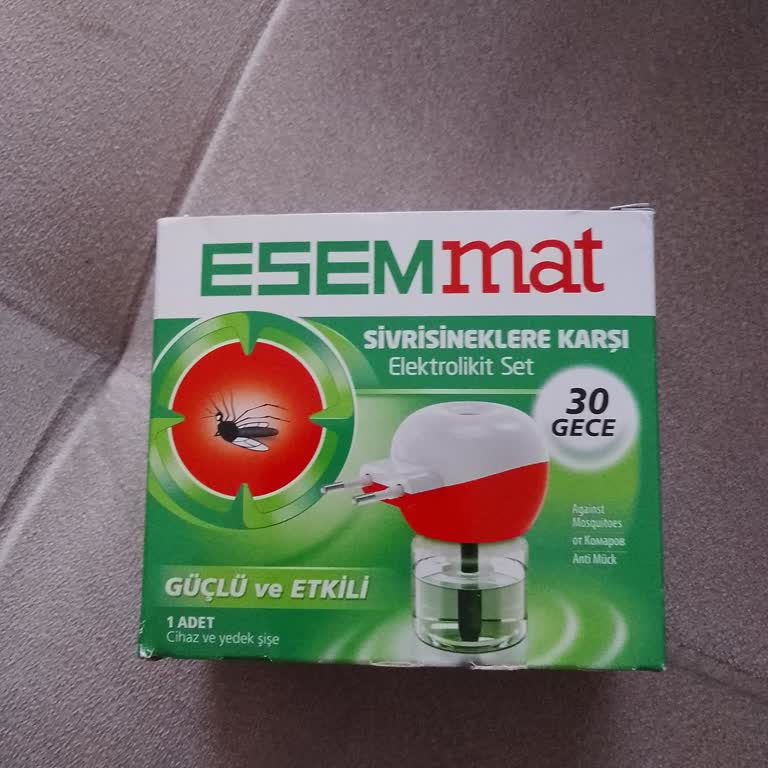 ESEMmat
SİVRİSİNEKLERE KARŞI
Elektrolikit Set
30
GECE
Against
Mosquitoes
от Комаров
Anti Mück
GÜÇLÜ ve ETKİLİ
1 ADET
Cihaz ve yedek şişe